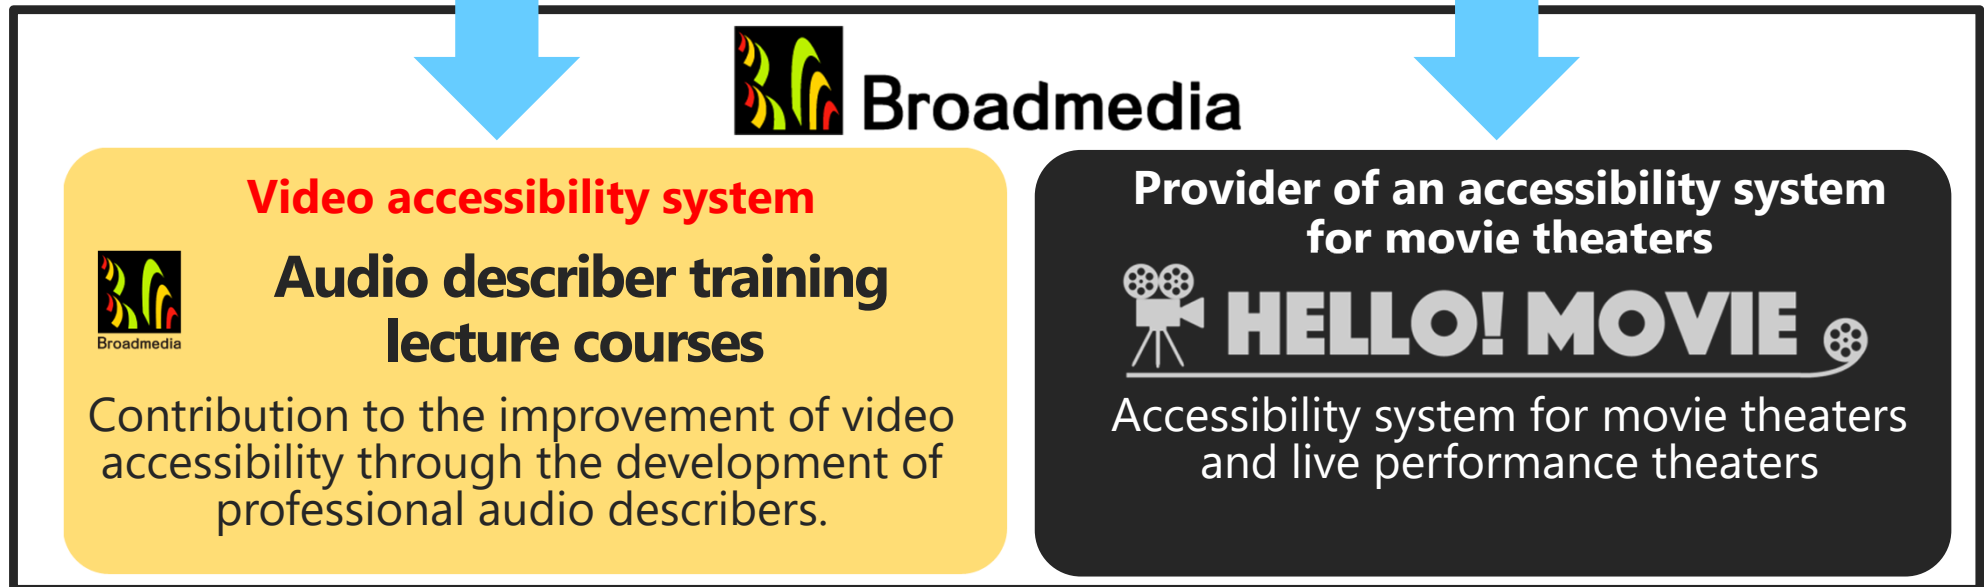 Broadmedia
Video accessibility system
Broadmedia
Audio describer training
lecture courses
Contribution to the improvement of video
accessibility through the development of
professional audio describers.
Provider of an accessibility system
for movie theaters
HELLO! MOVIE
Accessibility system for movie theaters
and live performance theaters